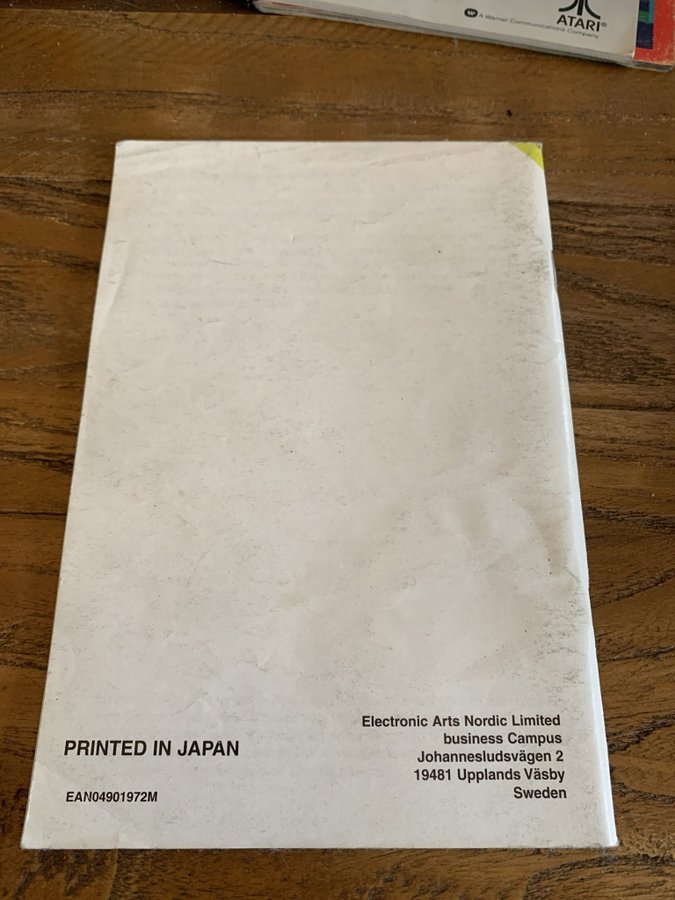 ATARI®
A Warner Communications Company
PRINTED IN JAPAN
EAN04901972M
Electronic Arts Nordic Limited
business Campus
Johannesludsvägen 2
19481 Upplands Väsby
Sweden